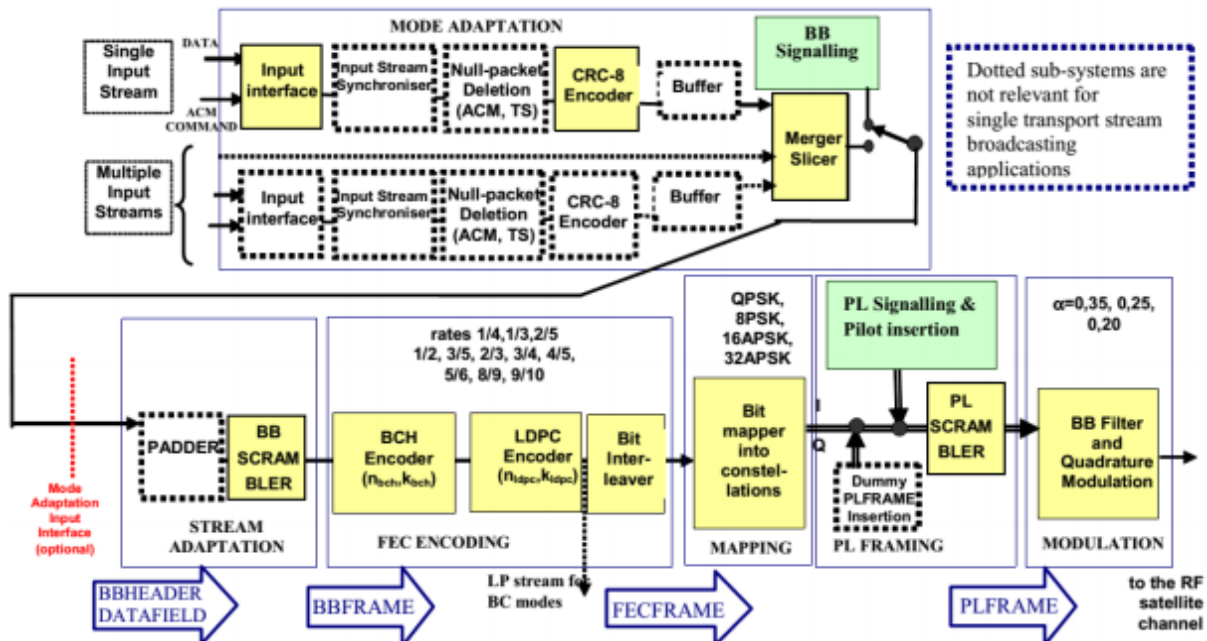 MODE ADAPTATION
BB
Signalling
Dotted sub-systems are
not relevant for
single transport stream
broadcasting
applications
Single
Input
Stream
DATA
ACM
COMMAND
Input
interface
Input Stream
Synchroniser
Null-packet
Deletion
(ACM, TS)
CRC-8
Encoder
Buffer
Merger
Slicer
Multiple
Input
Streams
Input
interface
Input Stream
Synchroniser
Null-packet
Deletion
(ACM, TS)
CRC-8
Encoder
Buffer
rates 1/4,1/3,2/5
1/2, 3/5, 2/3, 3/4, 4/5,
5/6, 8/9, 9/10
QPSK,
8PSK,
16APSK,
32APSK
PL Signalling &
Pilot insertion
α=0,35, 0,25,
0,20
PADDER
BB
SCRAM
BLER
BCH
Encoder
(nbch,kbch)
LDPC
Encoder
(nldpc,kldpc)
Bit
Inter-
leaver
Bit
mapper
into
constel-
lations
I
Q
Dummy
PLFRAME
Insertion
PL
SCRAM
BLER
BB Filter
and
Quadrature
Modulation
Mode
Adaptation
Input
Interface
(optional)
STREAM
ADAPTATION
FEC ENCODING
MAPPING
PL FRAMING
MODULATION
BBHEADER
DATAFIELD
BBFRAME
LP stream for
BC modes
FECFRAME
PLFRAME
to the RF
satellite
channel